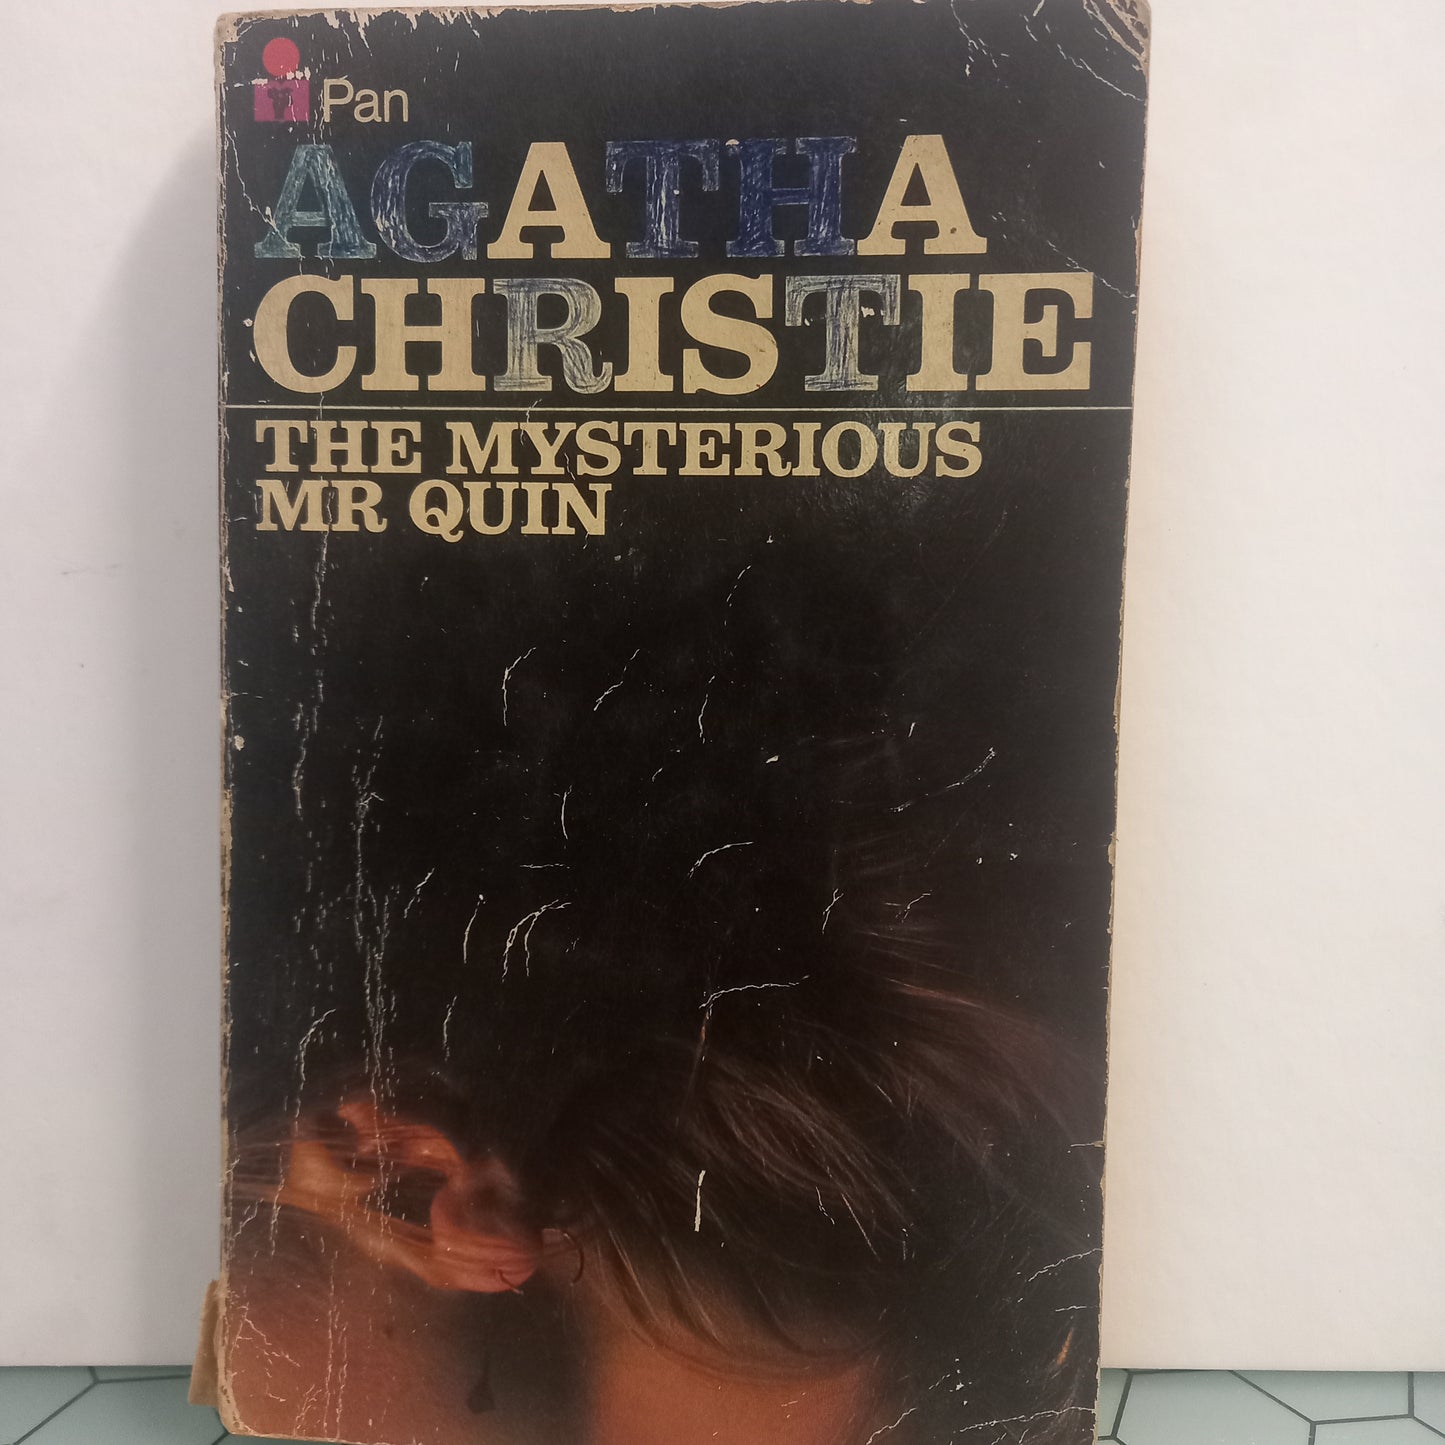 Pan
AGATHA
CHRISTIE
THE MYSTERIOUS
MR QUIN